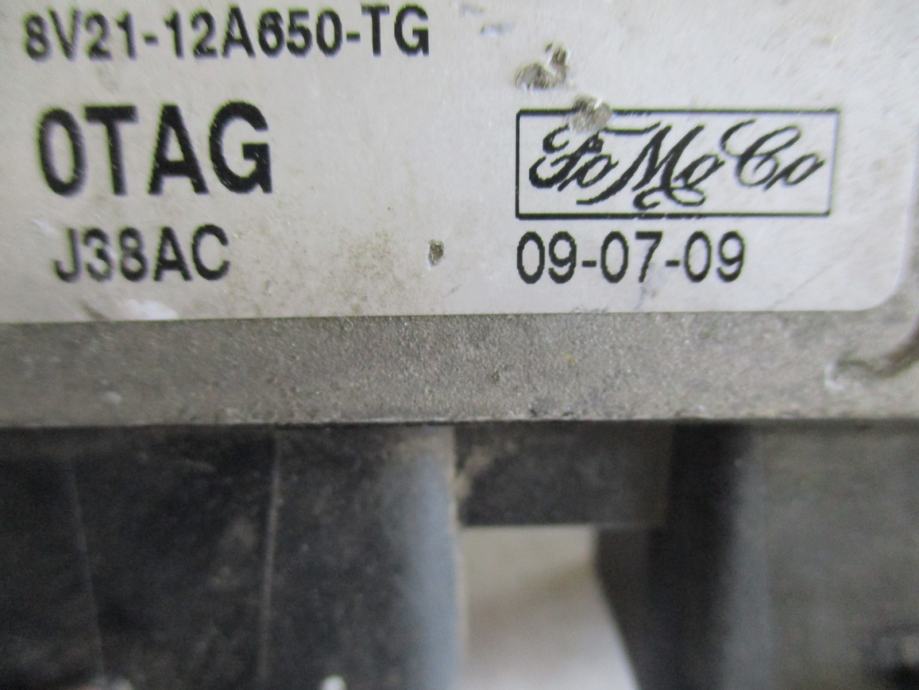 8V21-12A650-TG
0TAG
FoMoCo
J38AC
09-07-09